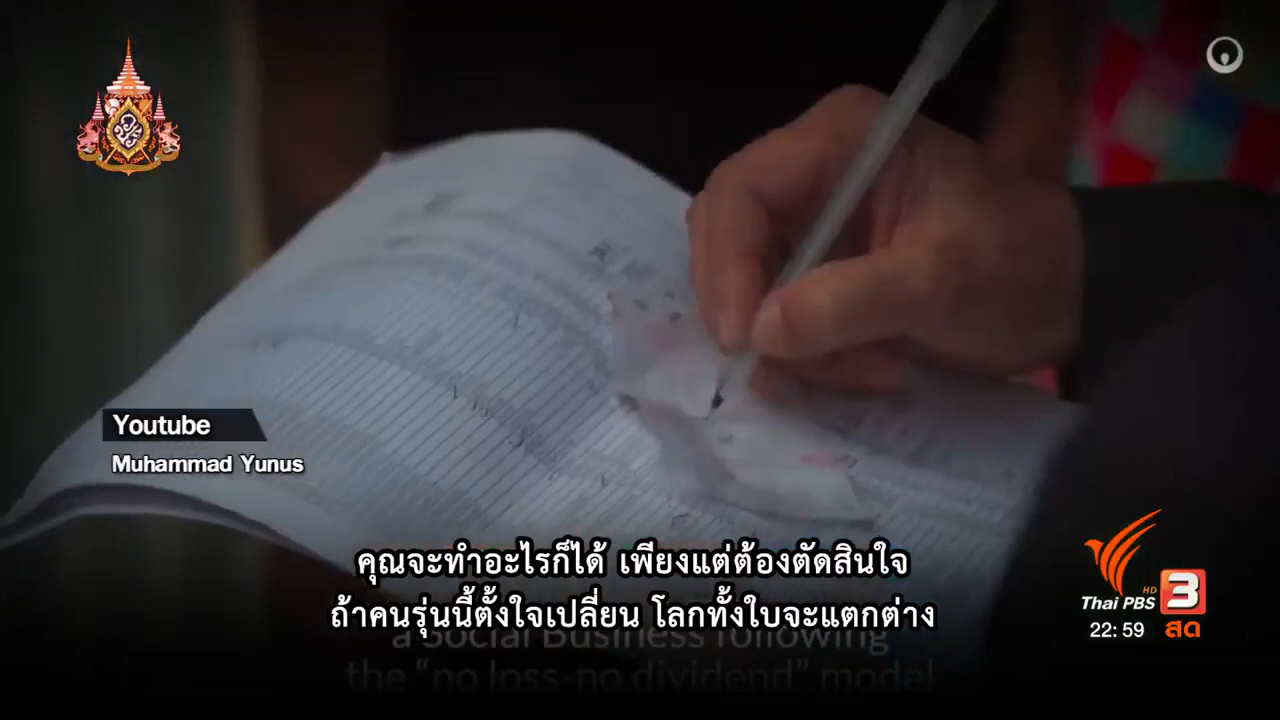 Youtube
Muhammad Yunus
คุณจะทำอะไรก็ได้ เพียงแต่ต้องตัดสินใจ
ถ้าคนรุ่นนี้ตั้งใจเปลี่ยน โลกทั้งใบจะแตกต่าง
a Social Business following
the “no loss-no dividend” model
HD
Thai PBS 3
22:59 สด